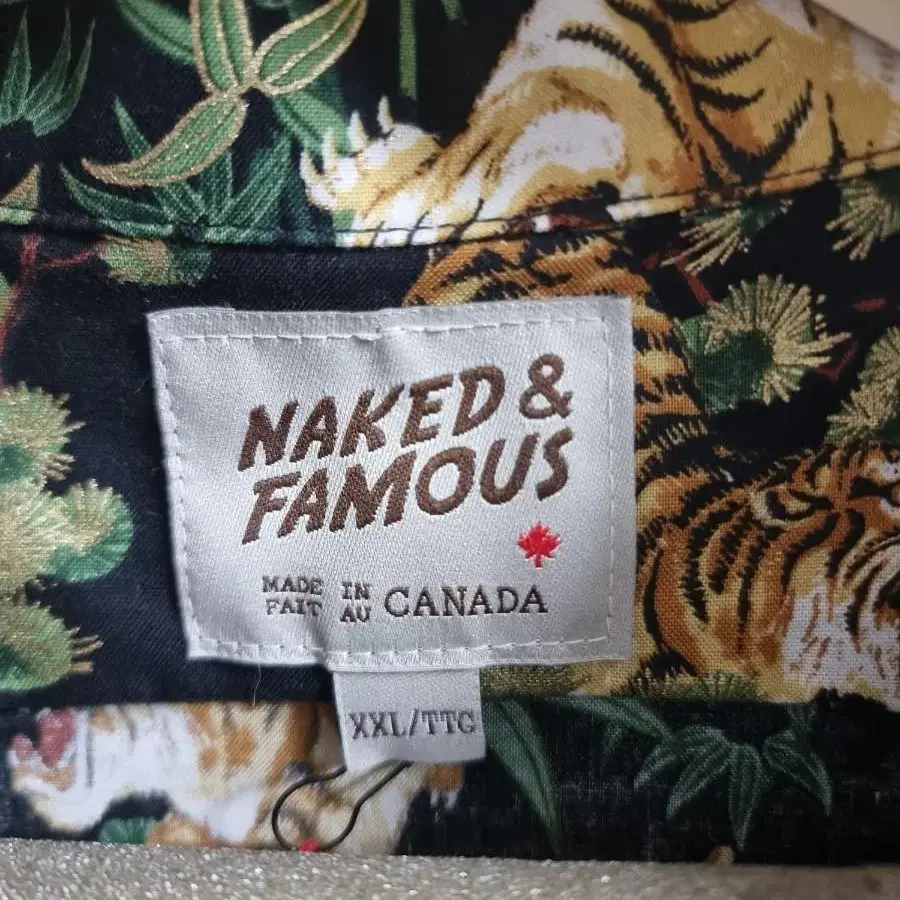 NAKED &
FAMOUS
MADE IN CANADA
FAIT AU
XXL/TTG